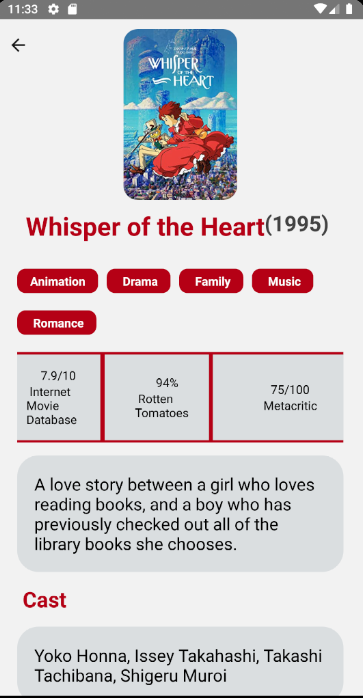 11:33
WHISPER
OF THE
HEART
Whisper of the Heart(1995)
Animation Drama Family Music
Romance
7.9/10
Internet
Movie
Database
94%
Rotten
Tomatoes
75/100
Metacritic
A love story between a girl who loves
reading books, and a boy who has
previously checked out all of the
library books she chooses.
Cast
Yoko Honna, Issey Takahashi, Takashi
Tachibana, Shigeru Muroi